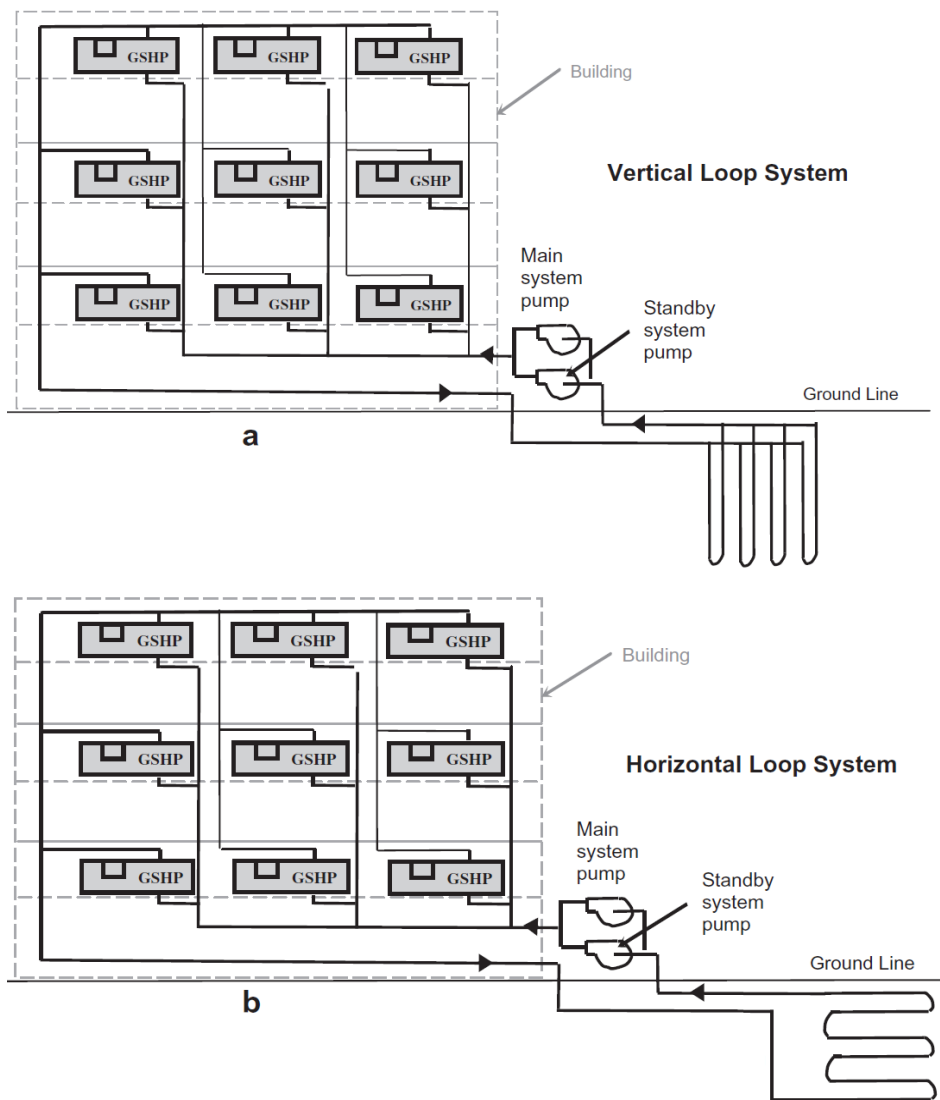 GSHP GSHP GSHP
Building
GSHP GSHP GSHP
Vertical Loop System
Main
system
pump
GSHP GSHP GSHP
Standby
system
pump
Ground Line
a
GSHP GSHP GSHP
Building
GSHP GSHP GSHP
Horizontal Loop System
Main
system
pump
GSHP GSHP GSHP
Standby
system
pump
Ground Line
b